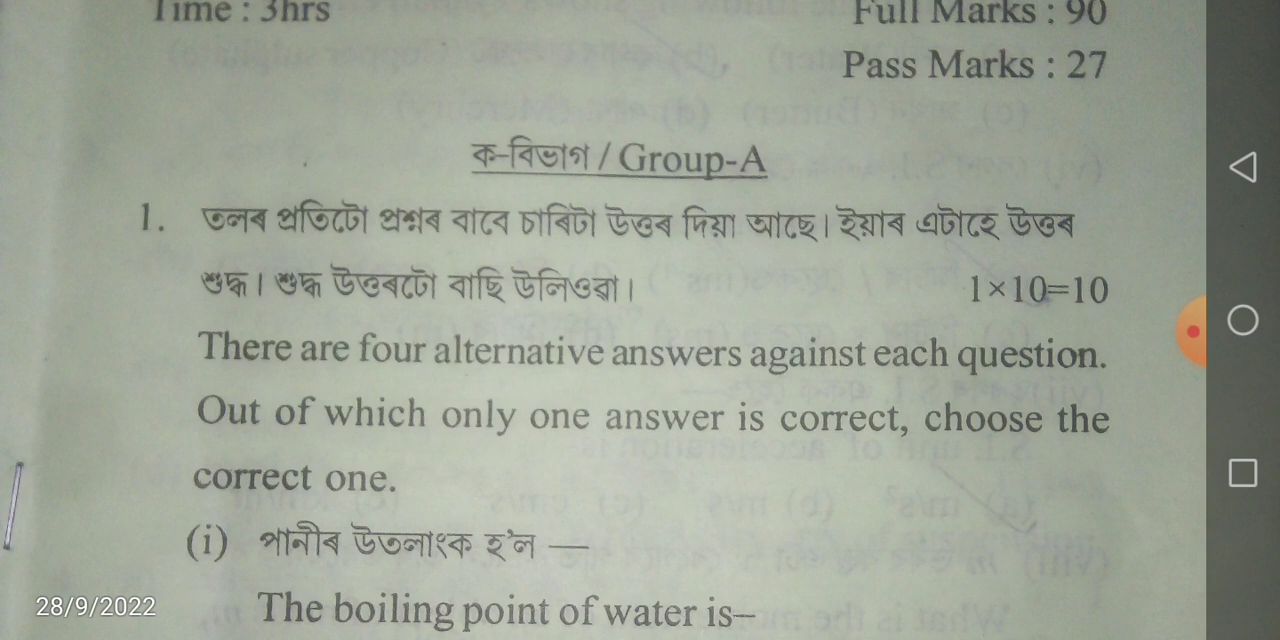 Time : 3hrs
Full Marks : 90
Pass Marks : 27
ক-বিভাগ / Group-A
1. তলৰ প্ৰতিটো প্ৰশ্নৰ বাবে চাৰিটা উত্তৰ দিয়া আছে। ইয়াৰ এটাহে উত্তৰ
শুদ্ধ। শুদ্ধ উত্তৰটো বাছি উলিওৱা। 1×10=10
There are four alternative answers against each question.
Out of which only one answer is correct, choose the
correct one.
(i) পানীৰ উতলাংক হ'ল —
The boiling point of water is–
28/9/2022